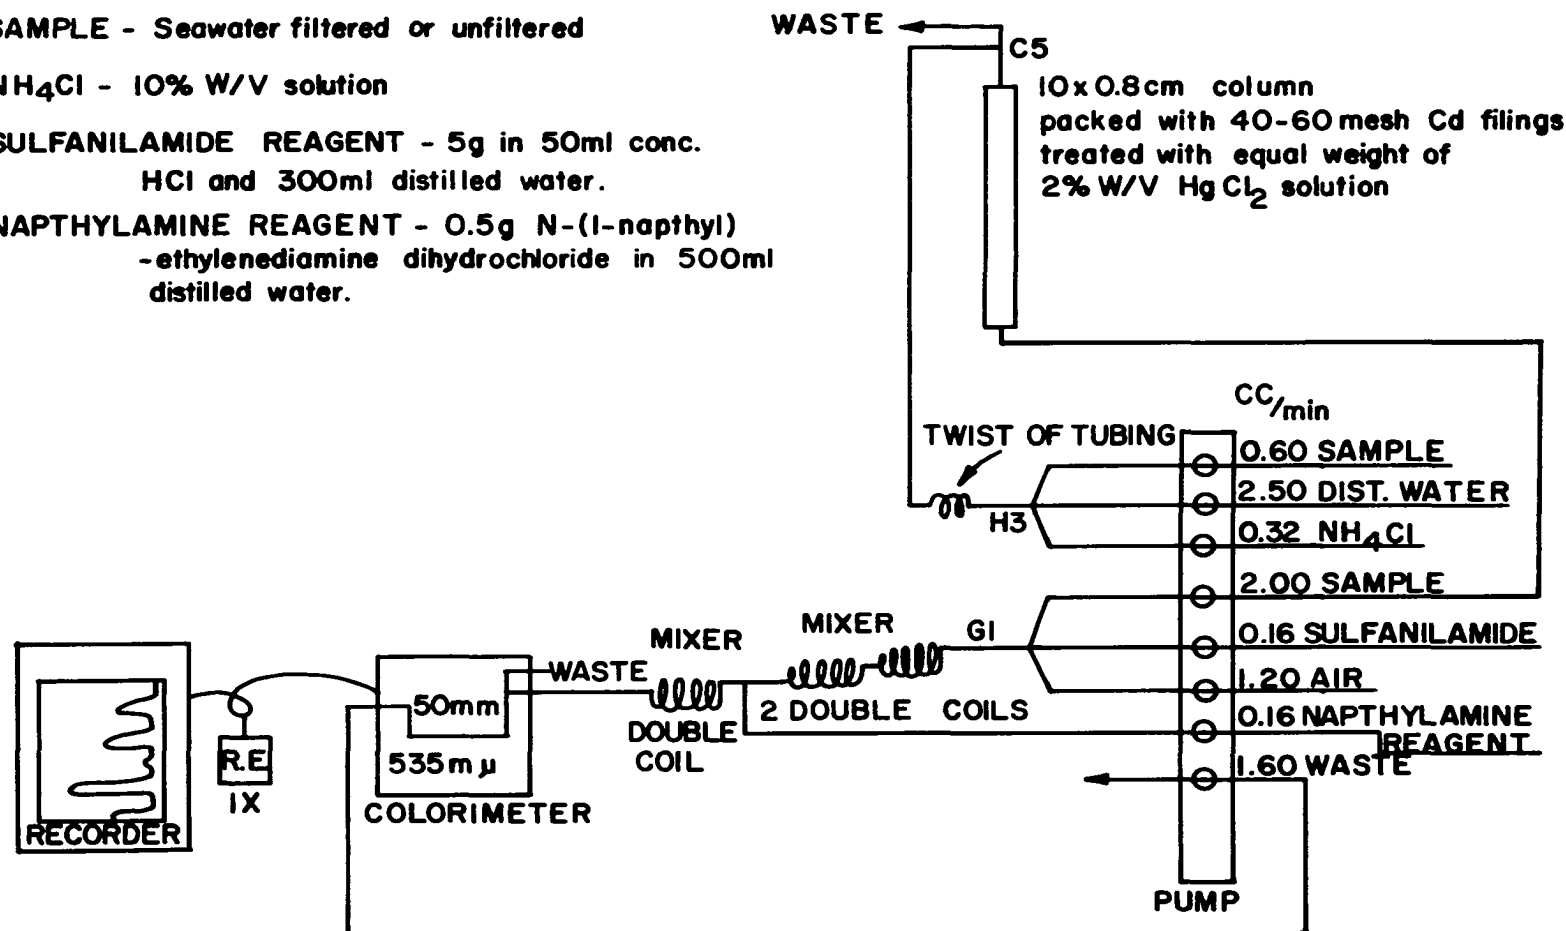 SAMPLE - Seawater filtered or unfiltered
NH4Cl - 10% W/V solution
SULFANILAMIDE REAGENT - 5g in 50ml conc.
HCl and 300ml distilled water.
NAPTHYLAMINE REAGENT - 0.5g N-(1-napthyl)
-ethylenediamine dihydrochloride in 500ml
distilled water.
WASTE
C5
10x0.8cm column
packed with 40-60 mesh Cd filings
treated with equal weight of
2% W/V HgCl2 solution
CC/min
TWIST OF TUBING
H3
0.60 SAMPLE
2.50 DIST. WATER
0.32 NH4Cl
2.00 SAMPLE
0.16 SULFANILAMIDE
1.20 AIR
0.16 NAPTHYLAMINE
REAGENT
1.60 WASTE
PUMP
G1
MIXER
2 DOUBLE COILS
MIXER
DOUBLE
COIL
WASTE
50mm
535mµ
COLORIMETER
R.E
1X
RECORDER